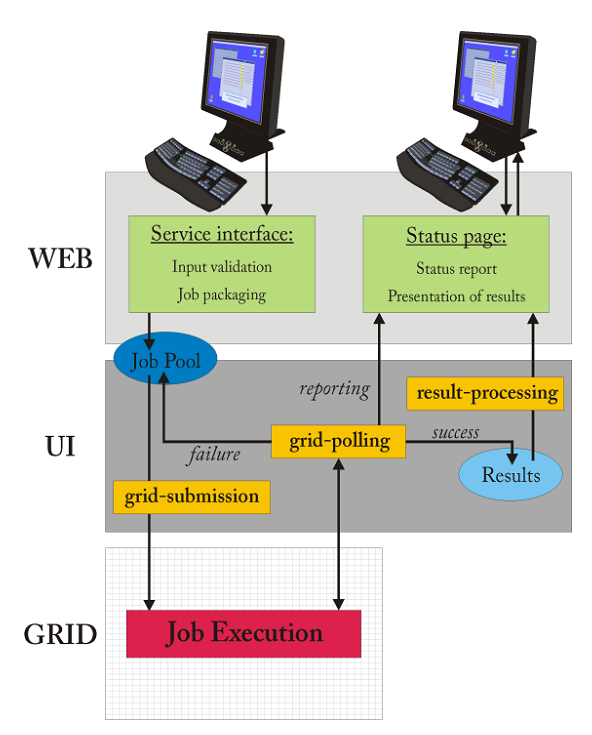 WEB
Service interface:
Input validation
Job packaging
Status page:
Status report
Presentation of results
Job Pool
UI
reporting
result-processing
failure
grid-polling
success
Results
grid-submission
GRID
Job Execution